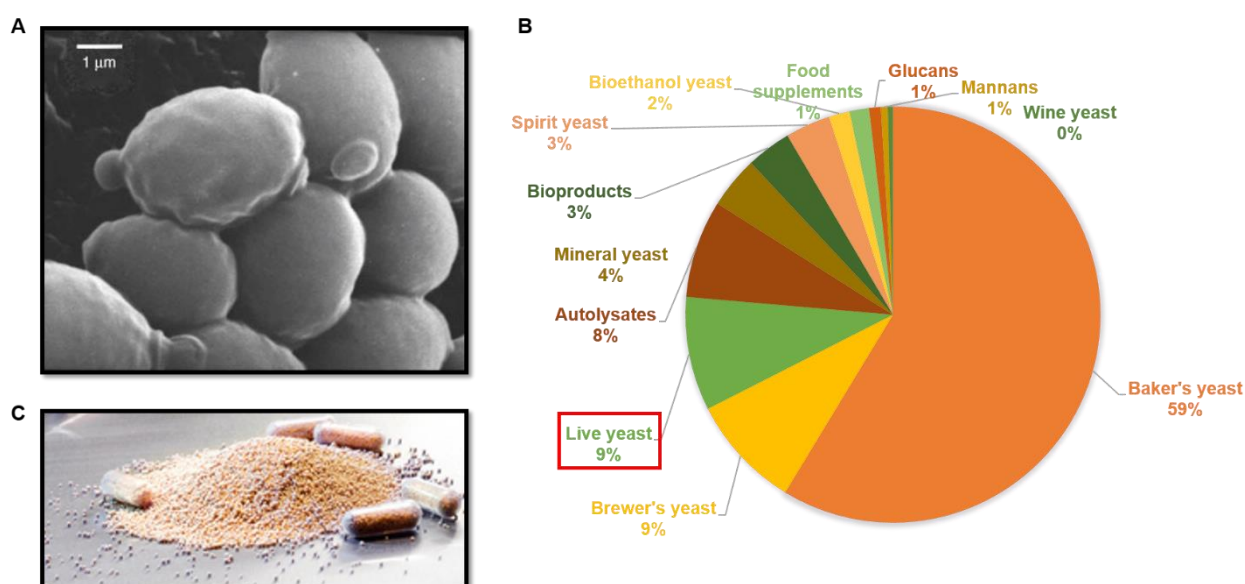 A
1 μm
B
Bioethanol yeast
2%
Food
supplements
1%
Glucans
1%
Mannans
1%
Wine yeast
0%
Spirit yeast
3%
Bioproducts
3%
Mineral yeast
4%
Autolysates
8%
Live yeast
9%
Brewer's yeast
9%
Baker's yeast
59%
C